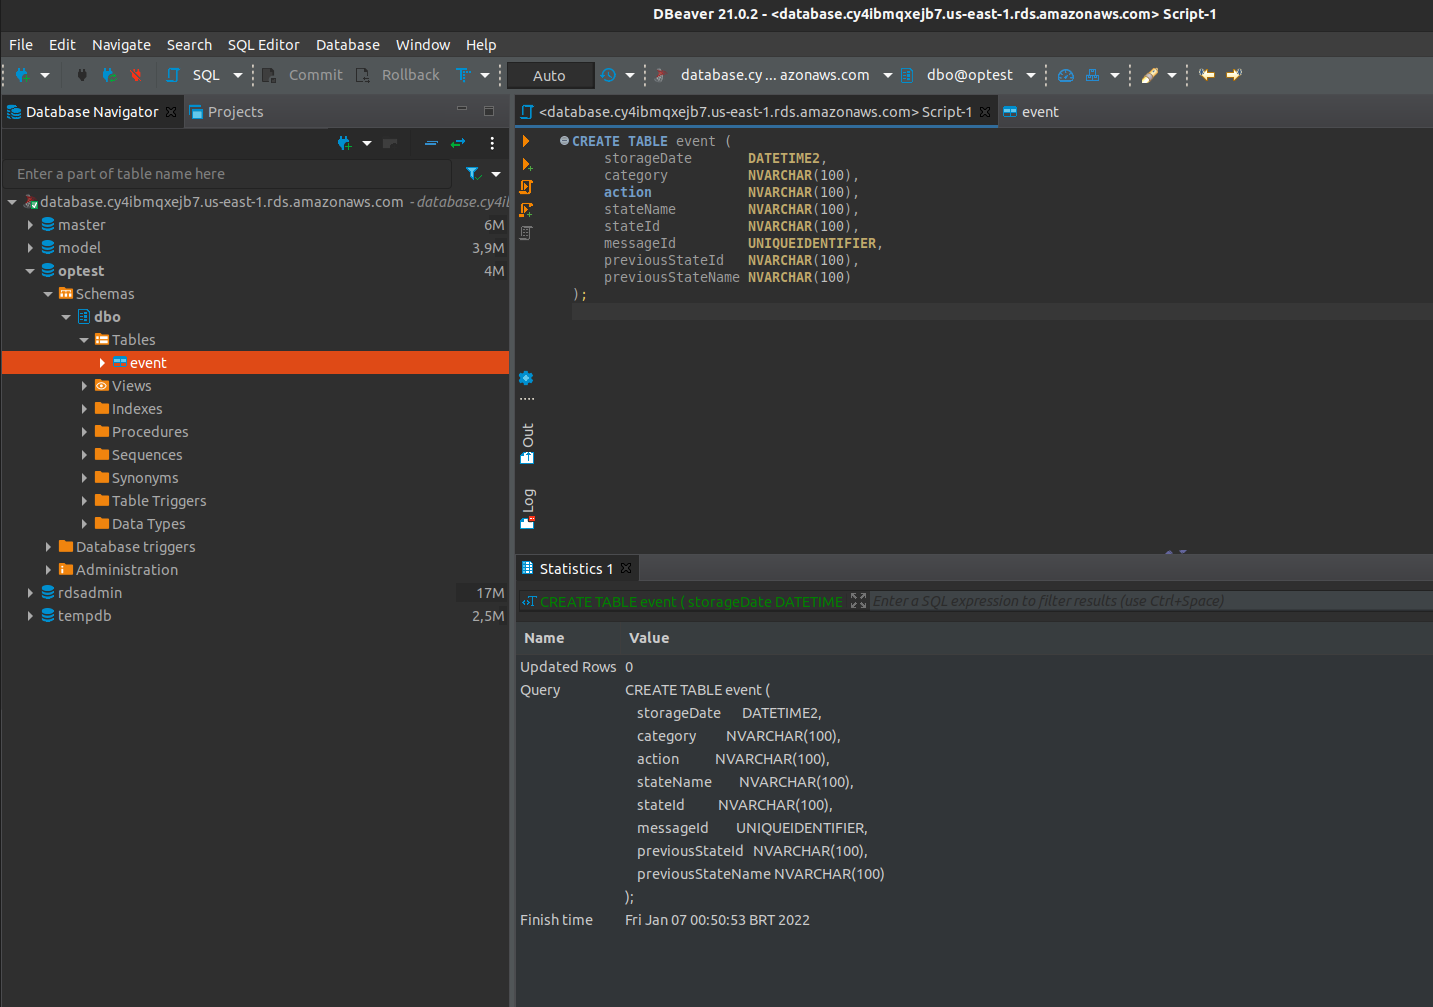 DBeaver 21.0.2 - <database.cy4ibmqxejb7.us-east-1.rds.amazonaws.com> Script-1
File Edit Navigate Search SQL Editor Database Window Help
SQL Commit Rollback Auto database.cy ... azonaws.com dbo@optest
Database Navigator Projects
Enter a part of table name here
database.cy4ibmqxejb7.us-east-1.rds.amazonaws.com - database.cy4il
master 6M
model 3,9M
optest 4M
Schemas
dbo
Tables
event
Views
Indexes
Procedures
Sequences
Synonyms
Table Triggers
Data Types
Database triggers
Administration
rdsadmin 17M
tempdb 2,5M
<database.cy4ibmqxejb7.us-east-1.rds.amazonaws.com> Script-1 event
CREATE TABLE event (
storageDate DATETIME2,
category NVARCHAR(100),
action NVARCHAR(100),
stateName NVARCHAR(100),
stateId NVARCHAR(100),
messageId UNIQUEIDENTIFIER,
previousStateId NVARCHAR(100),
previousStateName NVARCHAR(100)
);
Out
Log
Statistics 1
CREATE TABLE event ( storageDate DATETIME Enter a SQL expression to filter results (use Ctrl+Space)
Name Value
Updated Rows 0
Query CREATE TABLE event (
storageDate DATETIME2,
category NVARCHAR(100),
action NVARCHAR(100),
stateName NVARCHAR(100),
stateId NVARCHAR(100),
messageId UNIQUEIDENTIFIER,
previousStateId NVARCHAR(100),
previousStateName NVARCHAR(100)
);
Finish time Fri Jan 07 00:50:53 BRT 2022